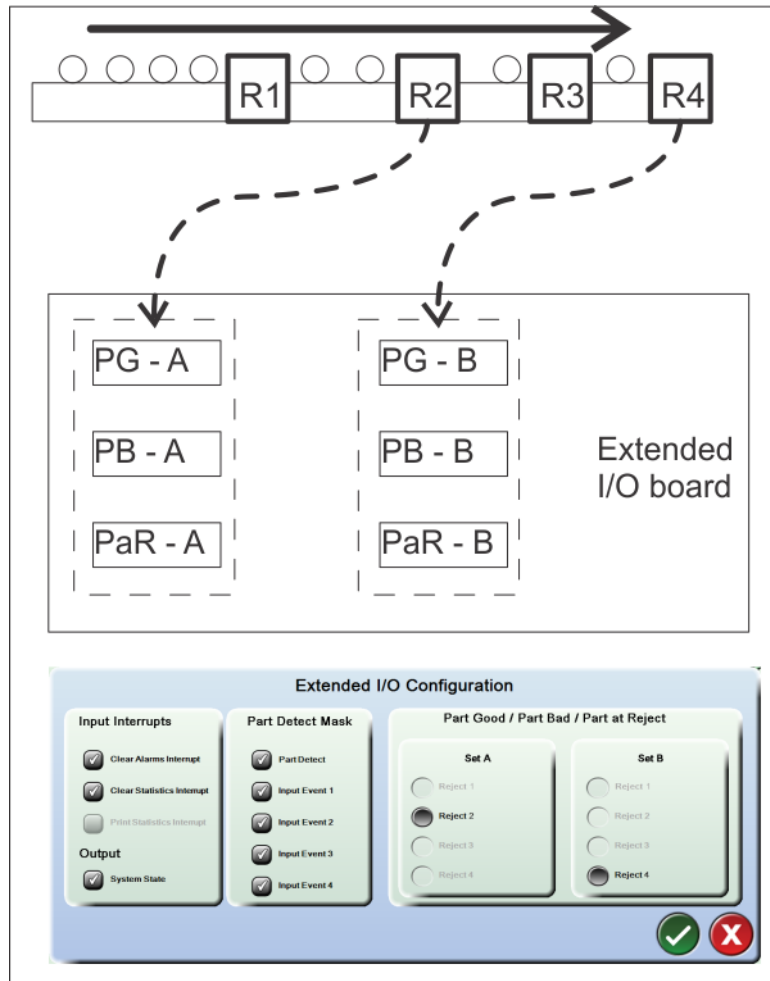 R1
R2
R3
R4
PG - A
PG - B
PB - A
PB - B
Extended
I/O board
PaR - A
PaR - B
Extended I/O Configuration
Input Interrupts
Clear Alarms Interrupt
Clear Statistics Interrupt
Print Statistics Interrupt
Output
System State
Part Detect Mask
Part Detect
Input Event 1
Input Event 2
Input Event 3
Input Event 4
Part Good / Part Bad / Part at Reject
Set A
Reject 1
Reject 2
Reject 3
Reject 4
Set B
Reject 1
Reject 2
Reject 3
Reject 4